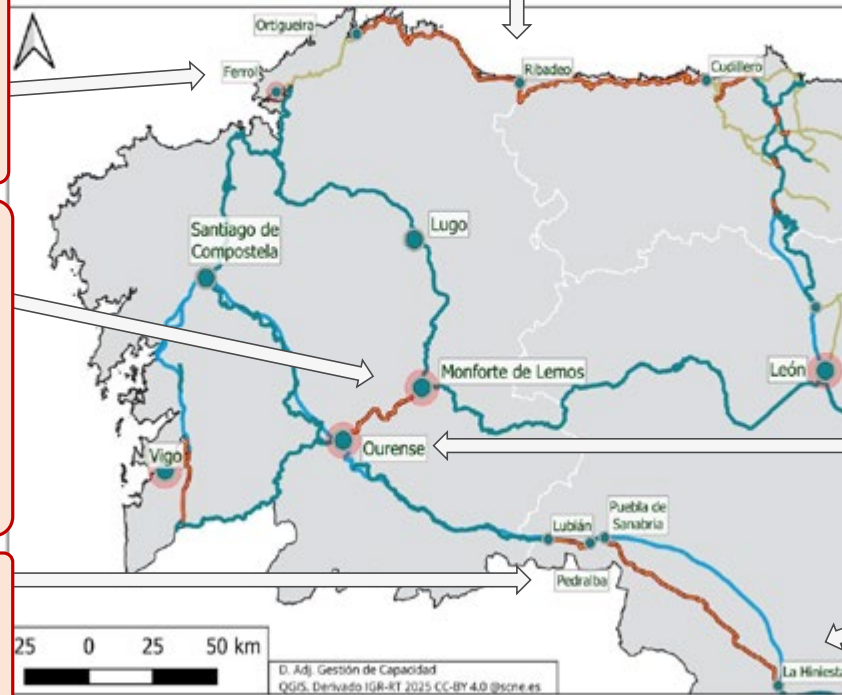 Ortigueira
Ferrol
Ribadeo
Cudillero
Santiago de
Compostela
Lugo
Monforte de Lemos
León
Vigo
Ourense
Lubián
Puebla de
Sanabria
Pedralba
La Hiniesta
25 0 25 50 km
D. Adj. Gestión de Capacidad
QGIS. Derivado IGR-RT 2025 CC-BY 4.0 @scne.es